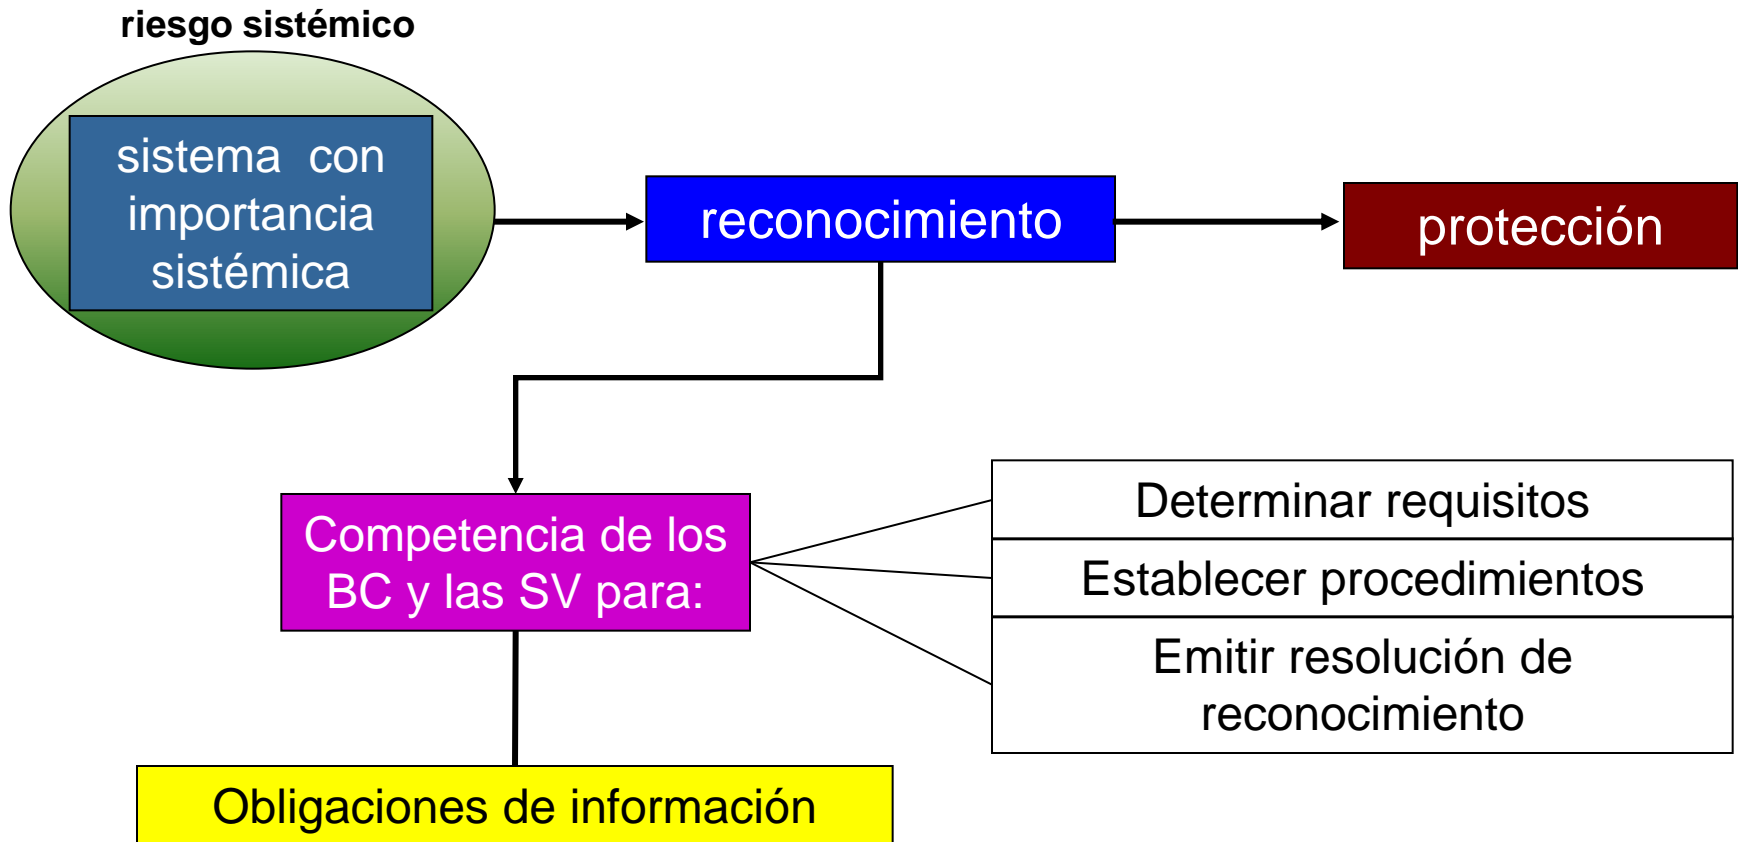 riesgo sistémico
sistema con
importancia
sistémica
reconocimiento
protección
Competencia de los
BC y las SV para:
Determinar requisitos
Establecer procedimientos
Emitir resolución de
reconocimiento
Obligaciones de información